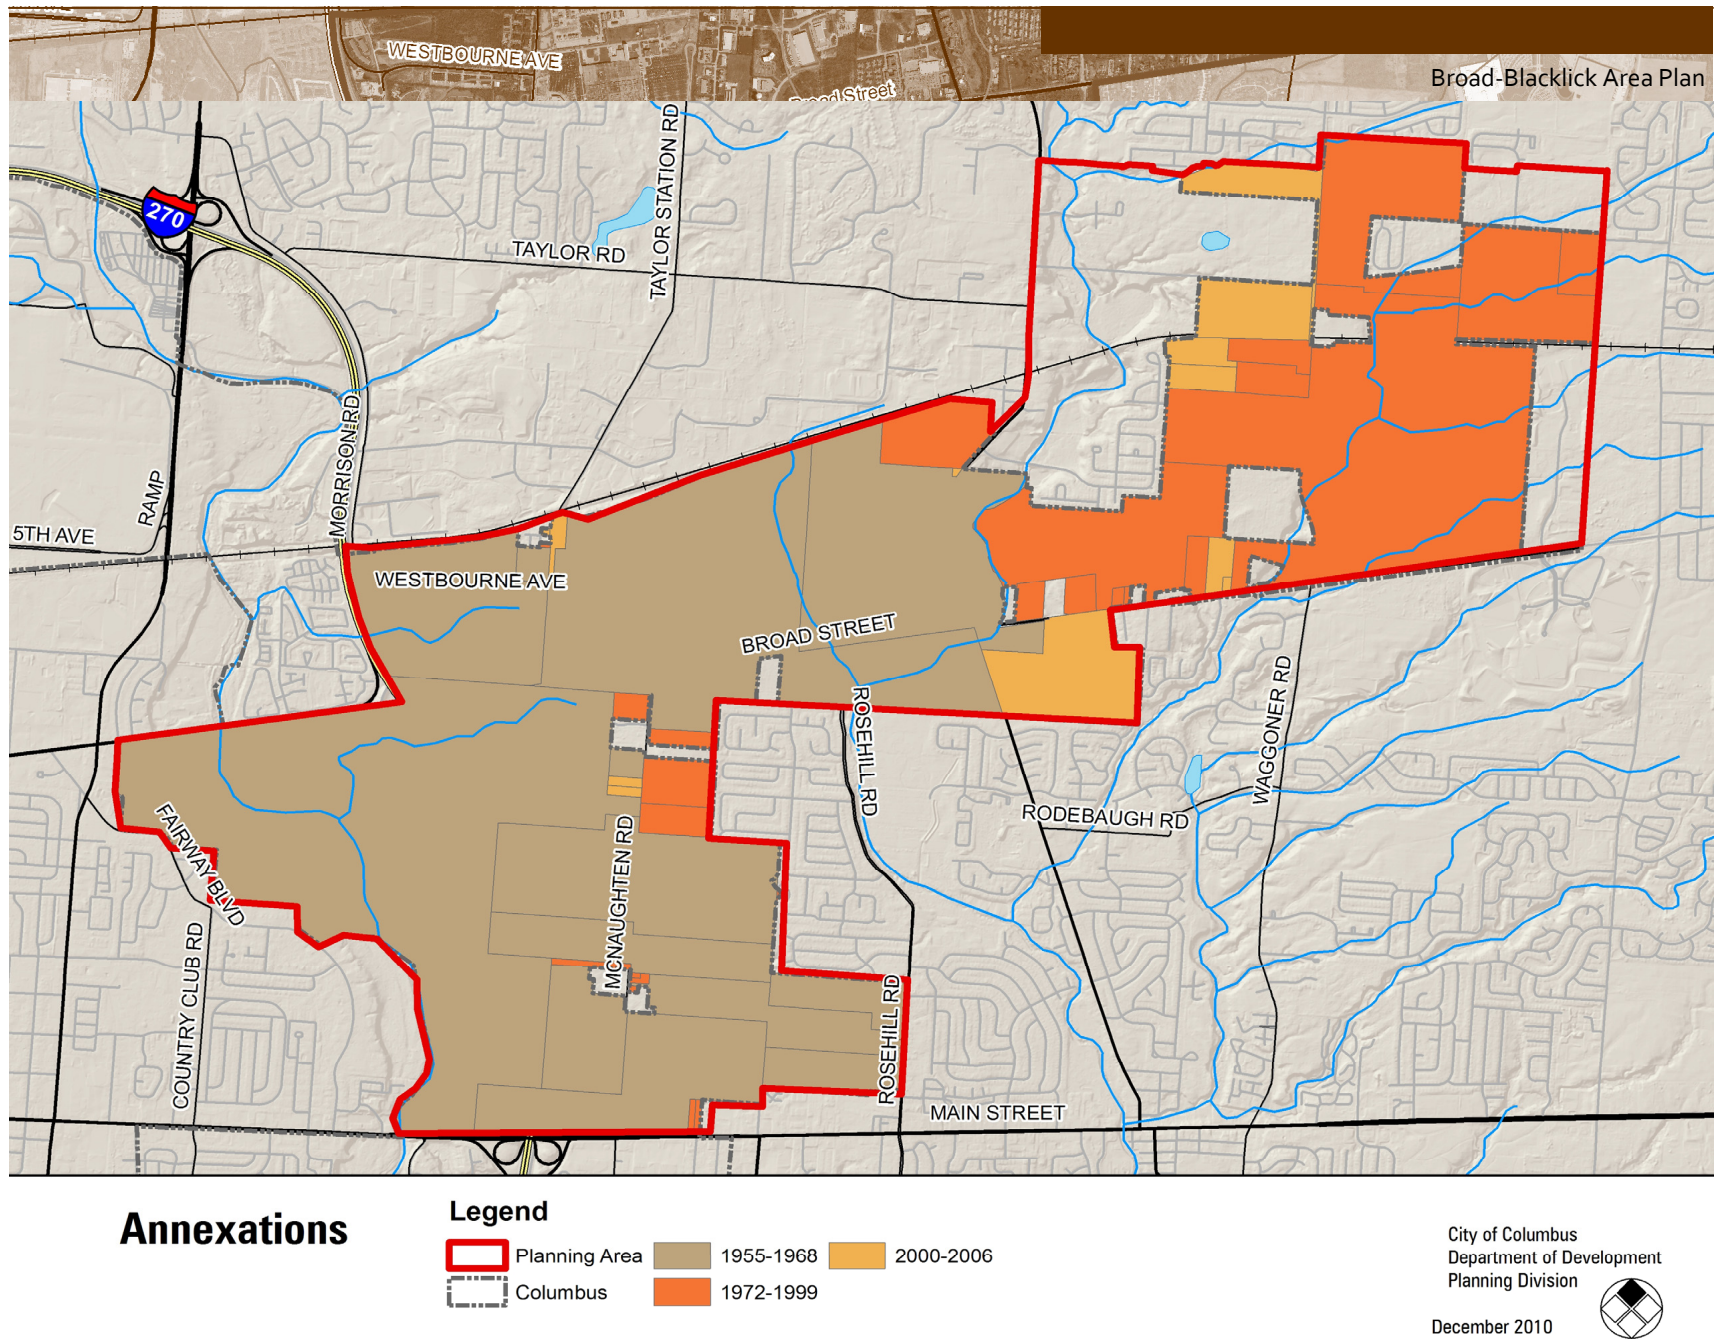 WESTBOURNE AVE
Broad Street
Broad-Blacklick Area Plan
270
TAYLOR RD
TAYLOR STATION RD
MORRISON RD
RAMP
5TH AVE
WESTBOURNE AVE
BROAD STREET
ROSEHILL RD
WAGGONER RD
RODEBAUGH RD
FAIRWAY BLVD
MCNAUGHTEN RD
COUNTRY CLUB RD
ROSEHILL RD
MAIN STREET
Annexations
Legend
Planning Area
1955-1968
2000-2006
Columbus
1972-1999
City of Columbus
Department of Development
Planning Division
December 2010